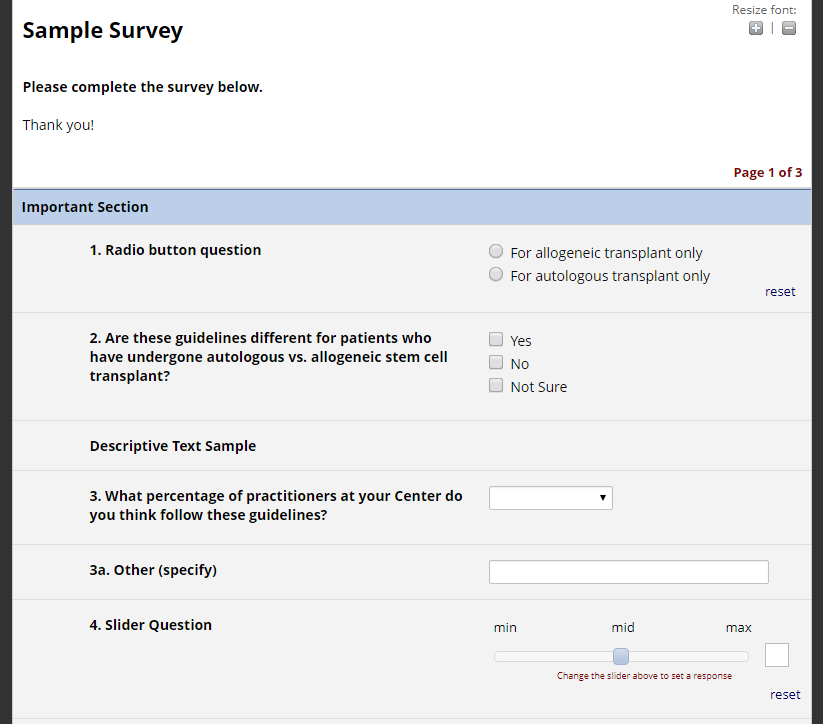 Resize font:
Sample Survey
|
Please complete the survey below.
Thank you!
Page 1 of 3
Important Section
1. Radio button question
For allogeneic transplant only
For autologous transplant only
reset
2. Are these guidelines different for patients who
have undergone autologous vs. allogeneic stem cell
transplant?
Yes
No
Not Sure
Descriptive Text Sample
3. What percentage of practitioners at your Center do
you think follow these guidelines?
3a. Other (specify)
4. Slider Question
min mid max
Change the slider above to set a response
reset